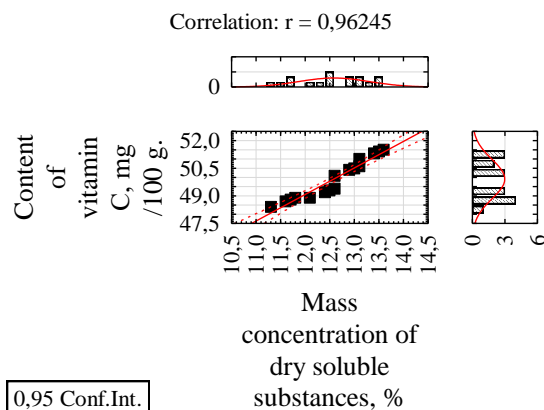 Correlation: r = 0,96245
0
Content
of
vitamin
C, mg
/100 g.
52,0
50,5
49,0
47,5
10,5
11,0
11,5
12,0
12,5
13,0
13,5
14,0
14,5
0
3
6
Mass
concentration of
dry soluble
substances, %
0,95 Conf.Int.